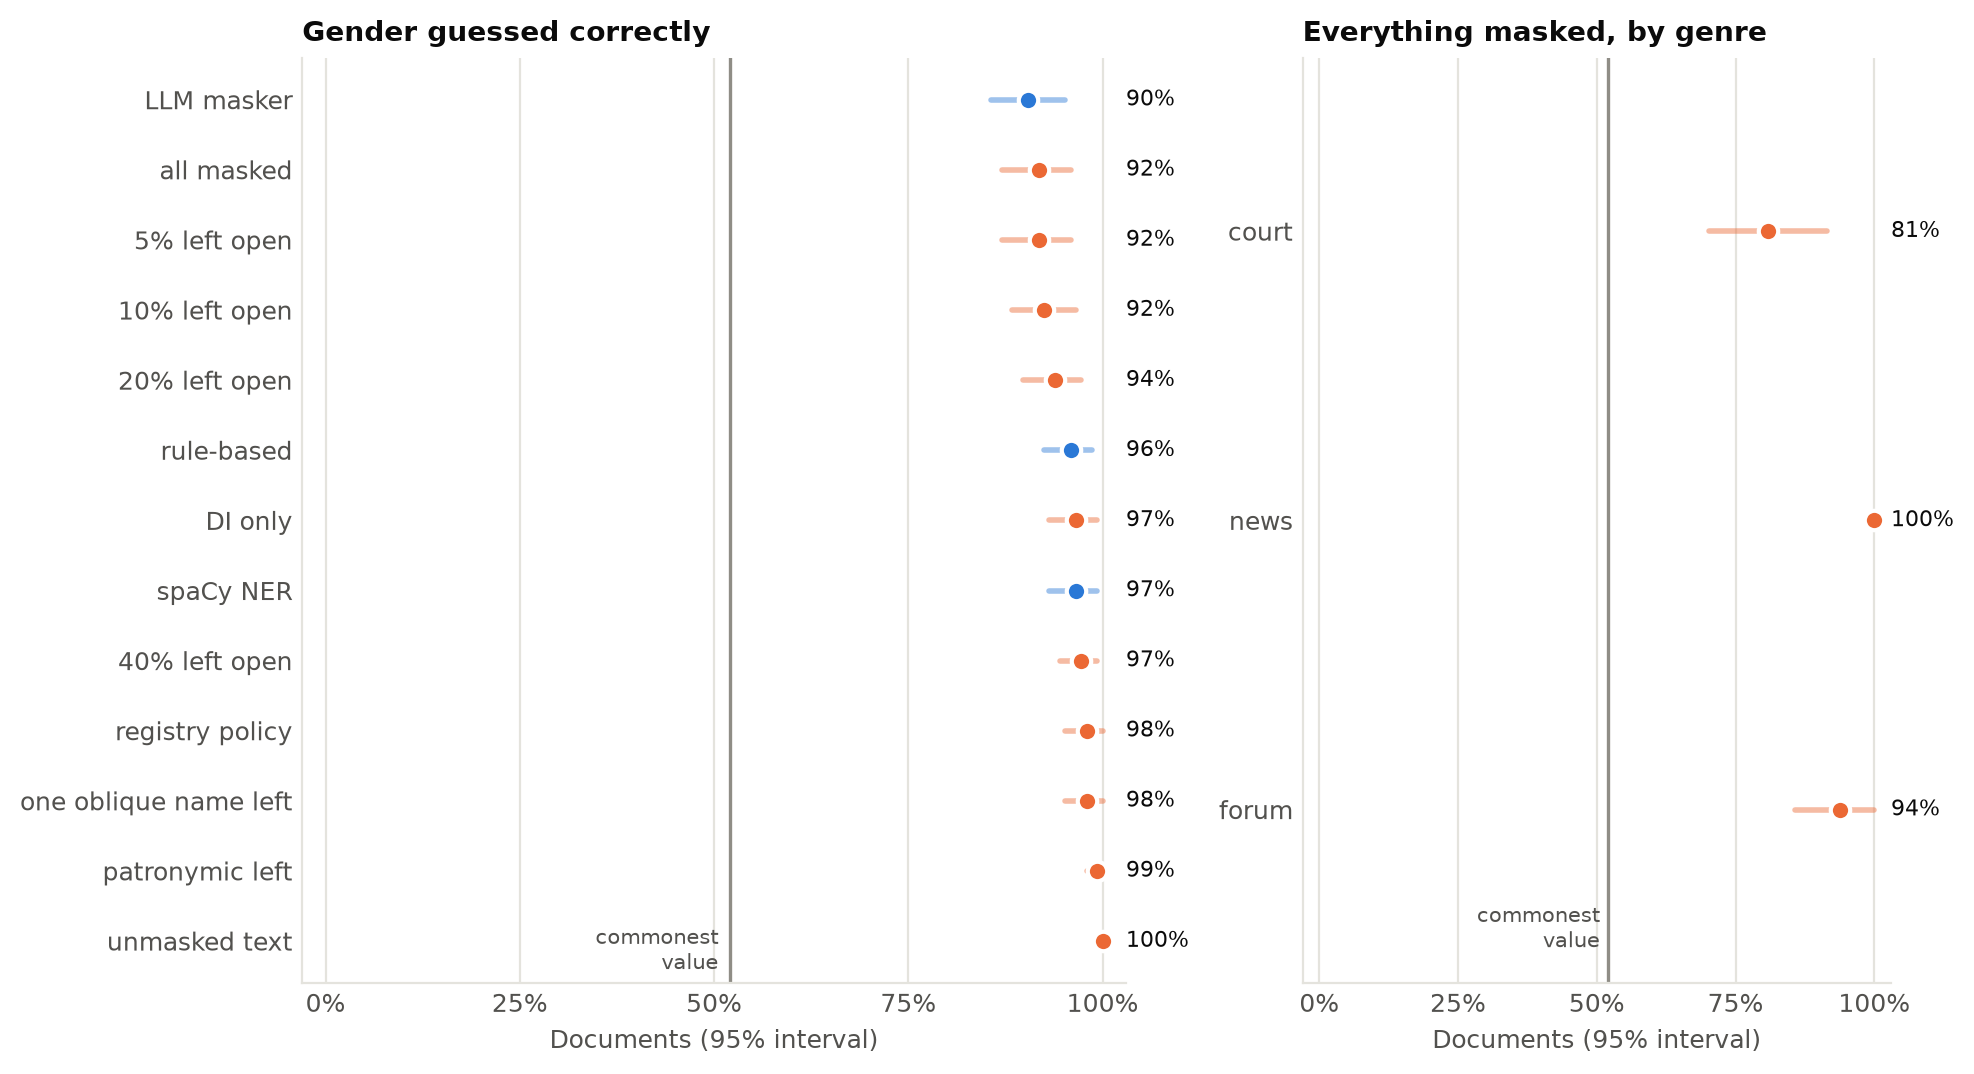 Gender guessed correctly
LLM masker 90%
all masked 92%
5% left open 92%
10% left open 92%
20% left open 94%
rule-based 96%
DI only 97%
spaCy NER 97%
40% left open 97%
registry policy 98%
one oblique name left 98%
patronymic left 99%
unmasked text 100%
commonest
value
0% 25% 50% 75% 100%
Documents (95% interval)
Everything masked, by genre
court 81%
news 100%
forum 94%
commonest
value
0% 25% 50% 75% 100%
Documents (95% interval)